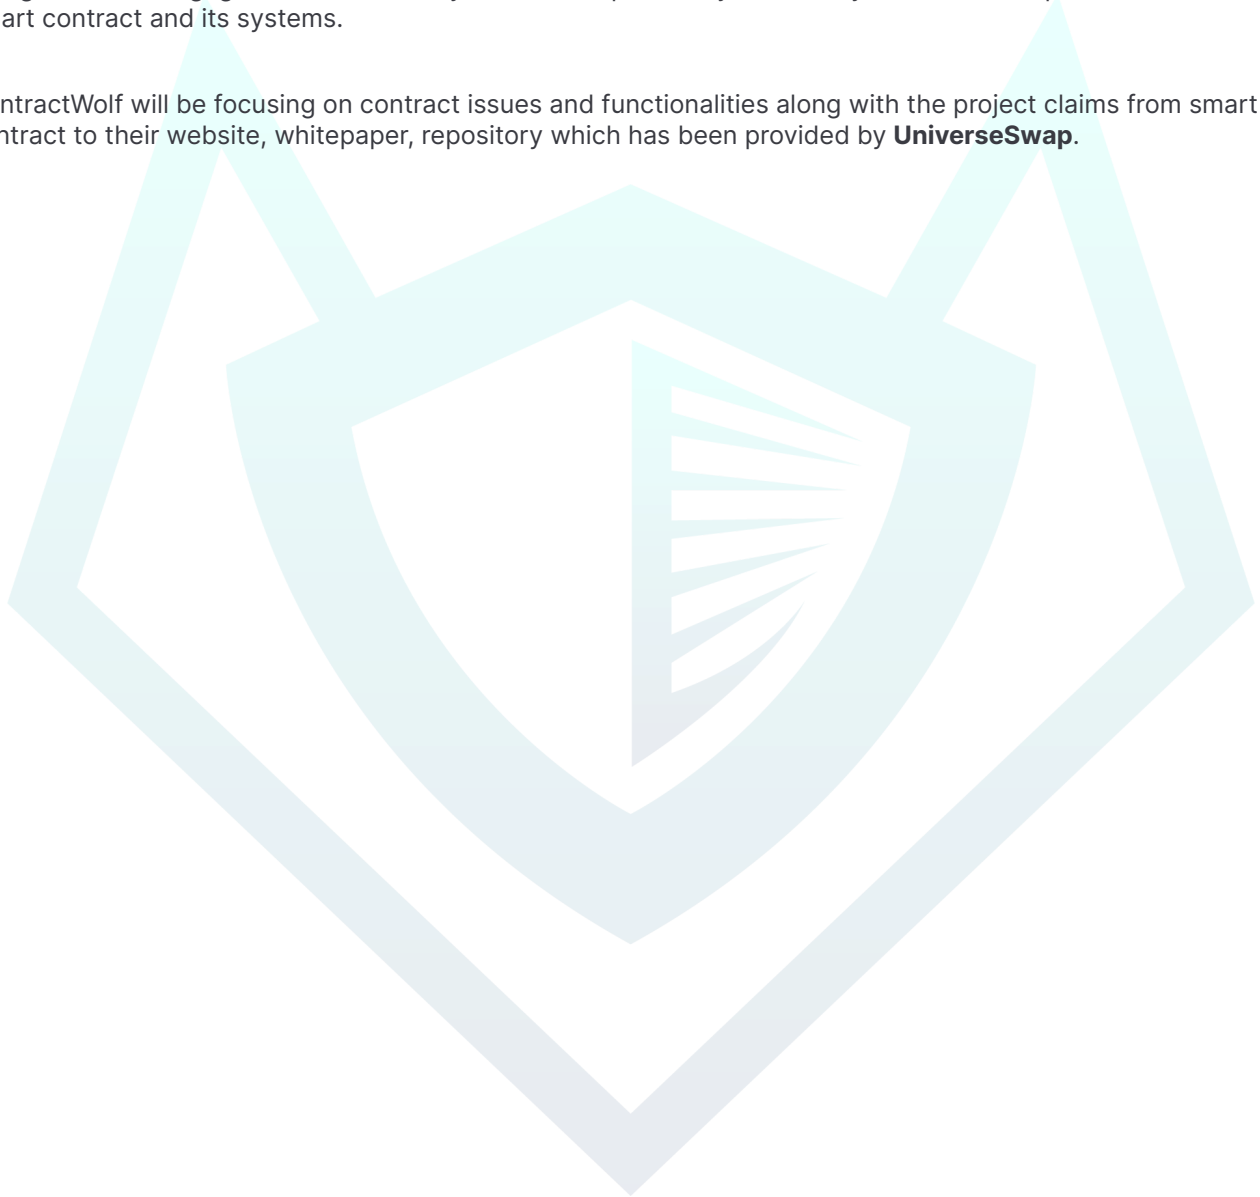 art contract and its systems.
ntractWolf will be focusing on contract issues and functionalities along with the project claims from smart
ntract to their website, whitepaper, repository which has been provided by UniverseSwap.